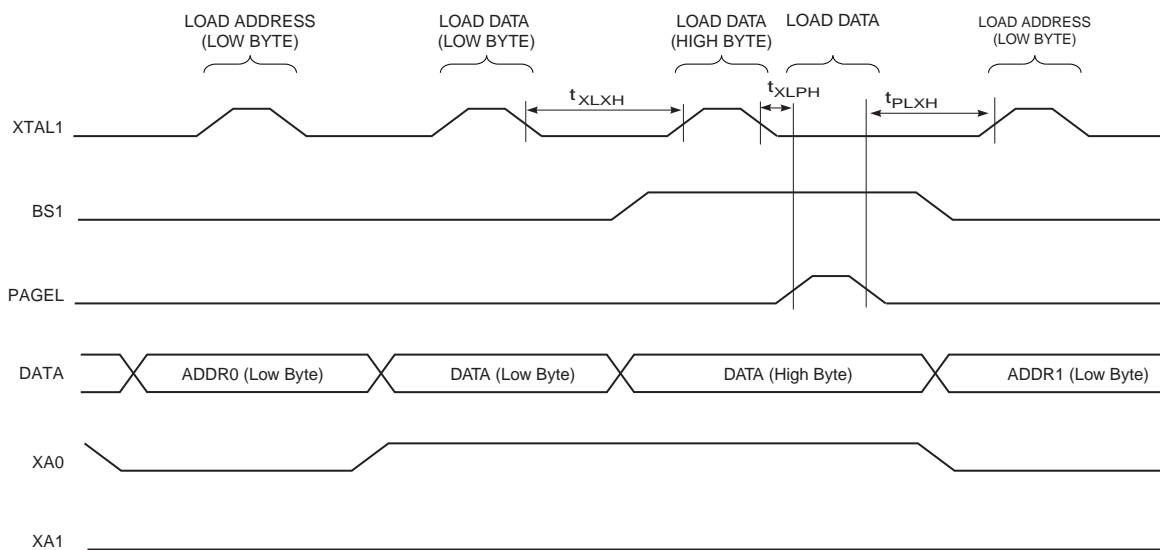 LOAD ADDRESS
(LOW BYTE)
LOAD DATA
(LOW BYTE)
LOAD DATA
(HIGH BYTE)
LOAD DATA
LOAD ADDRESS
(LOW BYTE)
XTAL1
tXLXH
tXLPH
tPLXH
BS1
PAGEL
DATA
ADDR0 (Low Byte)
DATA (Low Byte)
DATA (High Byte)
ADDR1 (Low Byte)
XA0
XA1